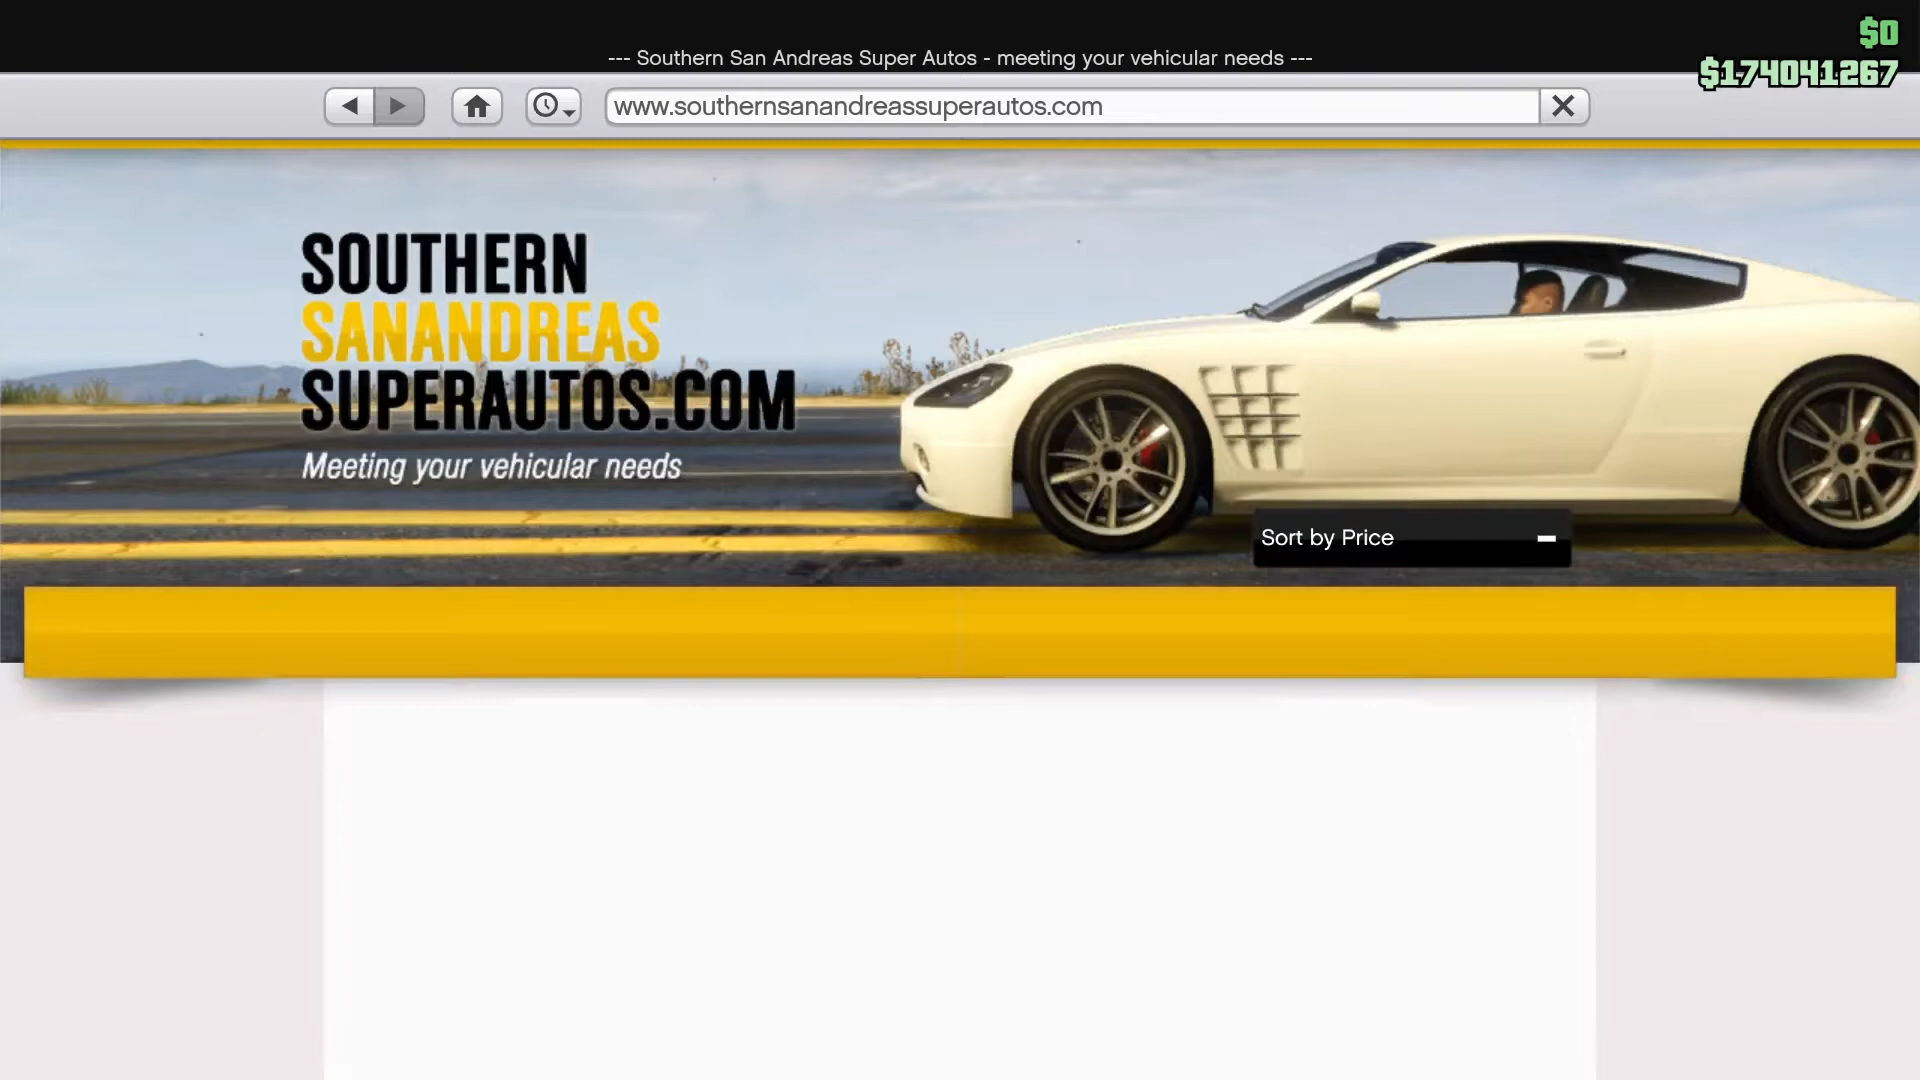 $0
--- Southern San Andreas Super Autos - meeting your vehicular needs ---
$174041267
www.southernsanandreassuperautos.com
SOUTHERN
SANANDREAS
SUPERAUTOS.COM
Meeting your vehicular needs
Sort by Price